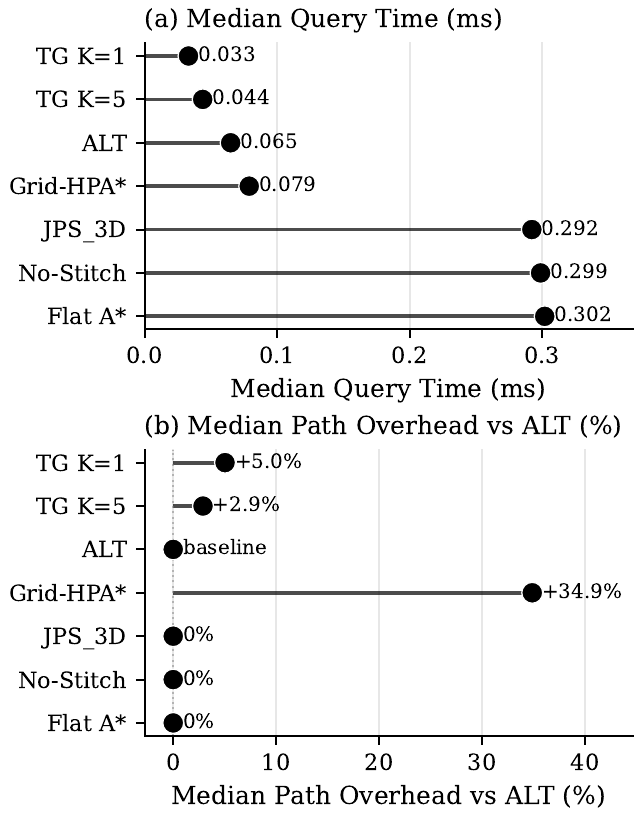 (a) Median Query Time (ms)
TG K=1 0.033
TG K=5 0.044
ALT 0.065
Grid-HPA* 0.079
JPS_3D 0.292
No-Stitch 0.299
Flat A* 0.302
0.0 0.1 0.2 0.3
Median Query Time (ms)
(b) Median Path Overhead vs ALT (%)
TG K=1 +5.0%
TG K=5 +2.9%
ALT baseline
Grid-HPA* +34.9%
JPS_3D 0%
No-Stitch 0%
Flat A* 0%
0 10 20 30 40
Median Path Overhead vs ALT (%)